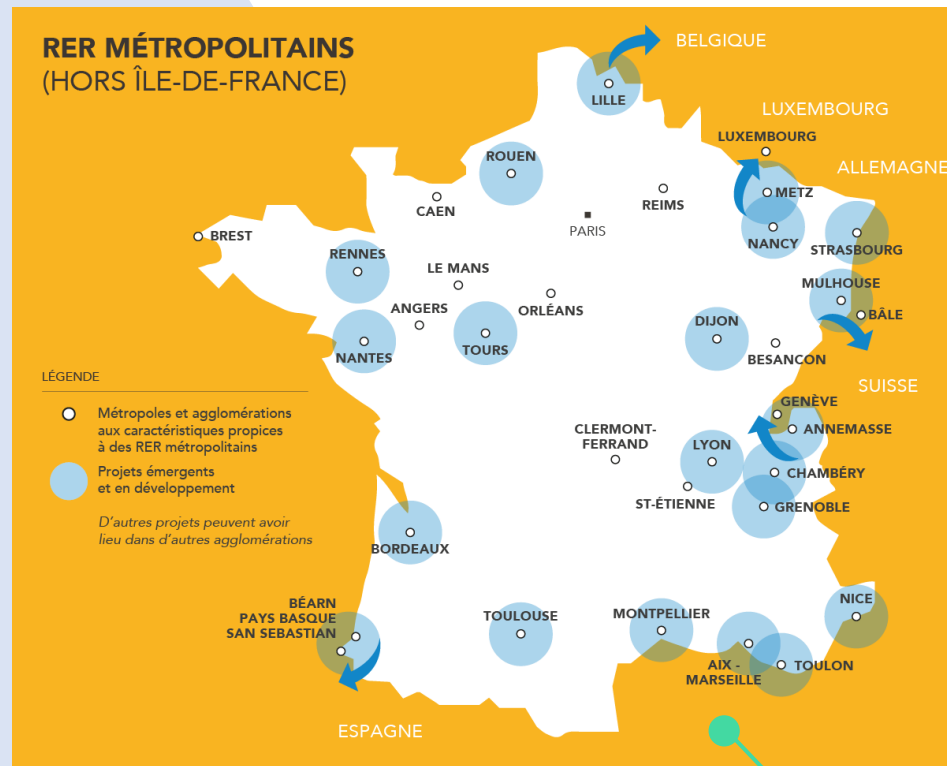 RER MÉTROPOLITAINS
(HORS ÎLE-DE-FRANCE)
BELGIQUE
LILLE
LUXEMBOURG
LUXEMBOURG
ALLEMAGNE
ROUEN
METZ
REIMS
CAEN
PARIS
BREST
NANCY
STRASBOURG
RENNES
LE MANS
MULHOUSE
ANGERS
ORLÉANS
BÂLE
DIJON
NANTES
TOURS
BESANCON
LÉGENDE
SUISSE
GENÈVE
Métropoles et agglomérations
aux caractéristiques propices
à des RER métropolitains
ANNEMASSE
CLERMONT-
FERRAND
LYON
Projets émergents
et en développement
CHAMBÉRY
ST-ÉTIENNE
GRENOBLE
D'autres projets peuvent avoir
lieu dans d'autres agglomérations
BORDEAUX
BÉARN
PAYS BASQUE
SAN SEBASTIAN
TOULOUSE
MONTPELLIER
NICE
AIX -
MARSEILLE
TOULON
ESPAGNE